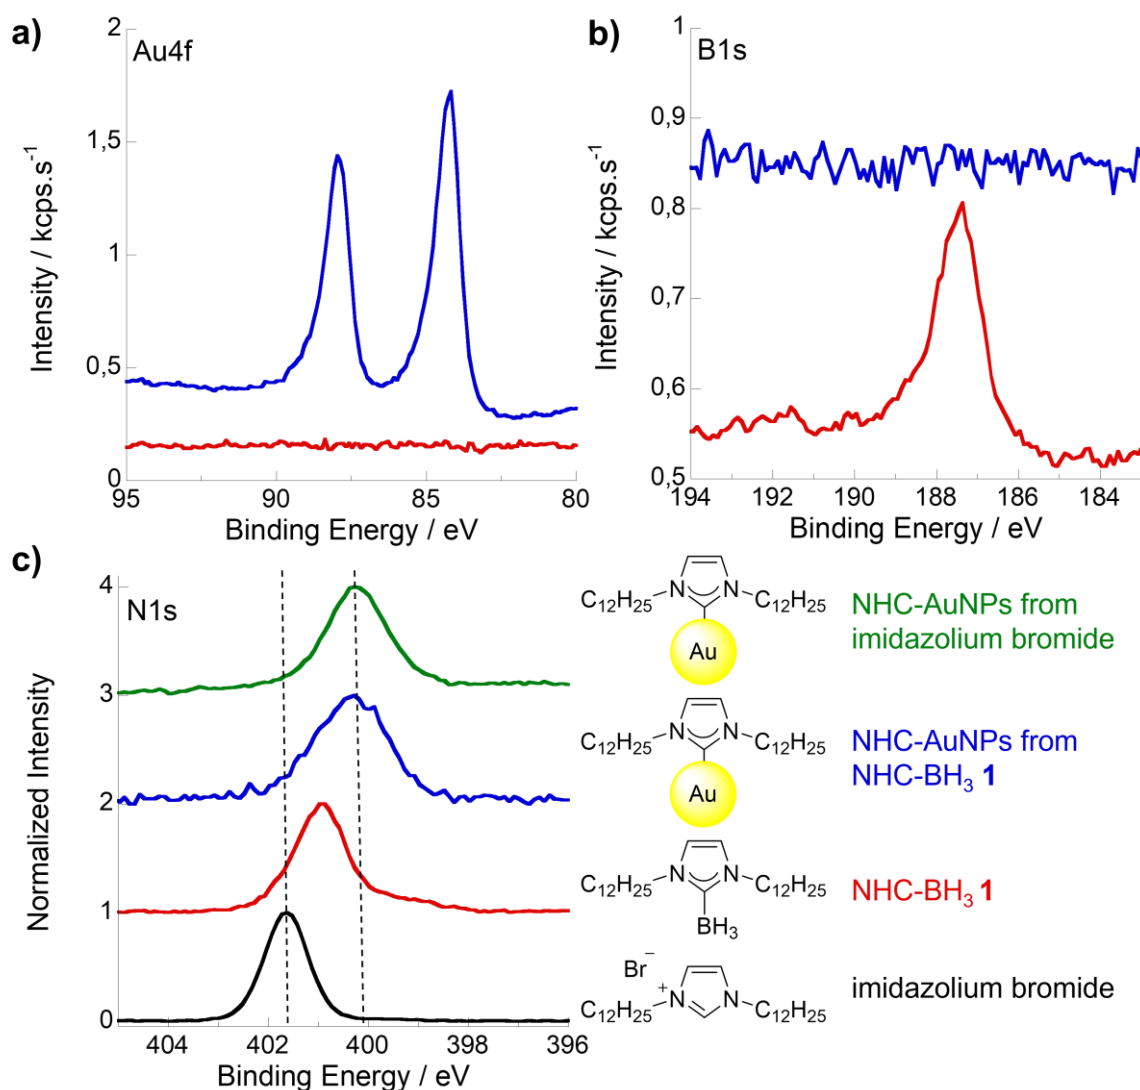 a)
Au4f
2
1.5
1
0.5
0
95
90
85
80
Intensity / kcps.s⁻¹
Binding Energy / eV
b)
B1s
1
0,9
0,8
0,7
0,6
0,5
194
192
190
188
186
184
Intensity / kcps.s⁻¹
Binding Energy / eV
c)
N1s
4
3
2
1
0
404
402
400
398
396
Normalized Intensity
Binding Energy / eV
N N
C₁₂H₂₅ C₁₂H₂₅
Au
NHC-AuNPs from
imidazolium bromide
N N
C₁₂H₂₅ C₁₂H₂₅
Au
NHC-AuNPs from
NHC-BH₃ 1
N N
C₁₂H₂₅ C₁₂H₂₅
BH₃
NHC-BH₃ 1
Br⁻
+
N N
C₁₂H₂₅ C₁₂H₂₅
imidazolium bromide